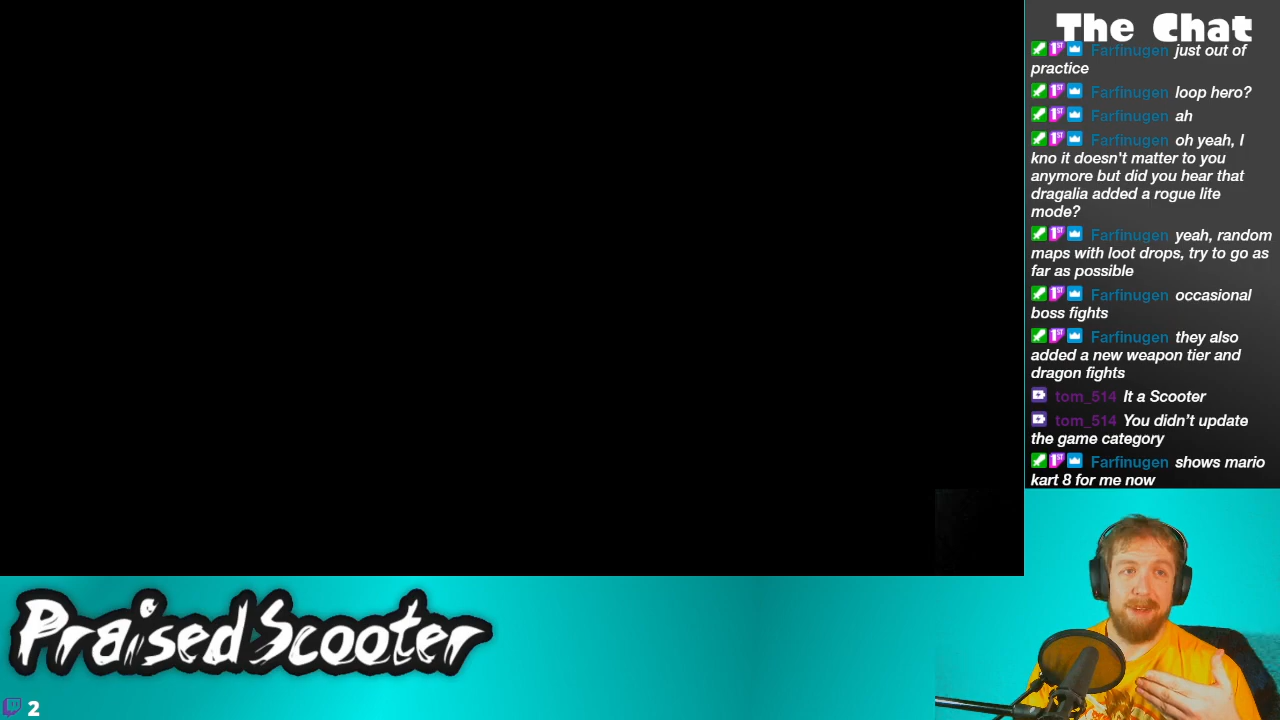 The Chat
Farfinugen just out of
practice
Farfinugen loop hero?
Farfinugen ah
Farfinugen oh yeah, I
kno it doesn't matter to you
anymore but did you hear that
dragalia added a rogue lite
mode?
Farfinugen yeah, random
maps with loot drops, try to go as
far as possible
Farfinugen occasional
boss fights
Farfinugen they also
added a new weapon tier and
dragon fights
tom_514 It a Scooter
tom_514 You didn't update
the game category
Farfinugen shows mario
kart 8 for me now
Praised Scooter
2